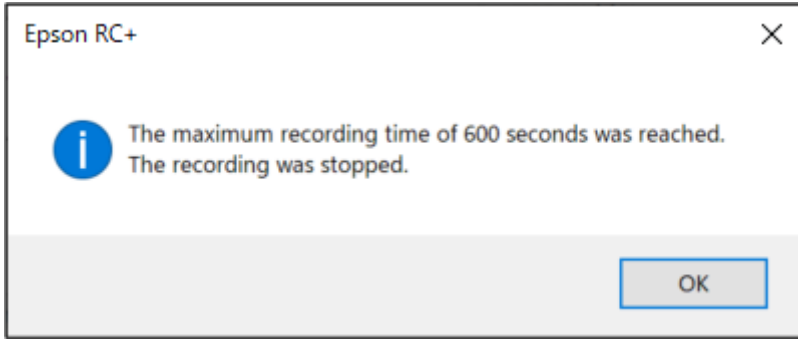 Epson RC+
The maximum recording time of 600 seconds was reached.
The recording was stopped.
OK